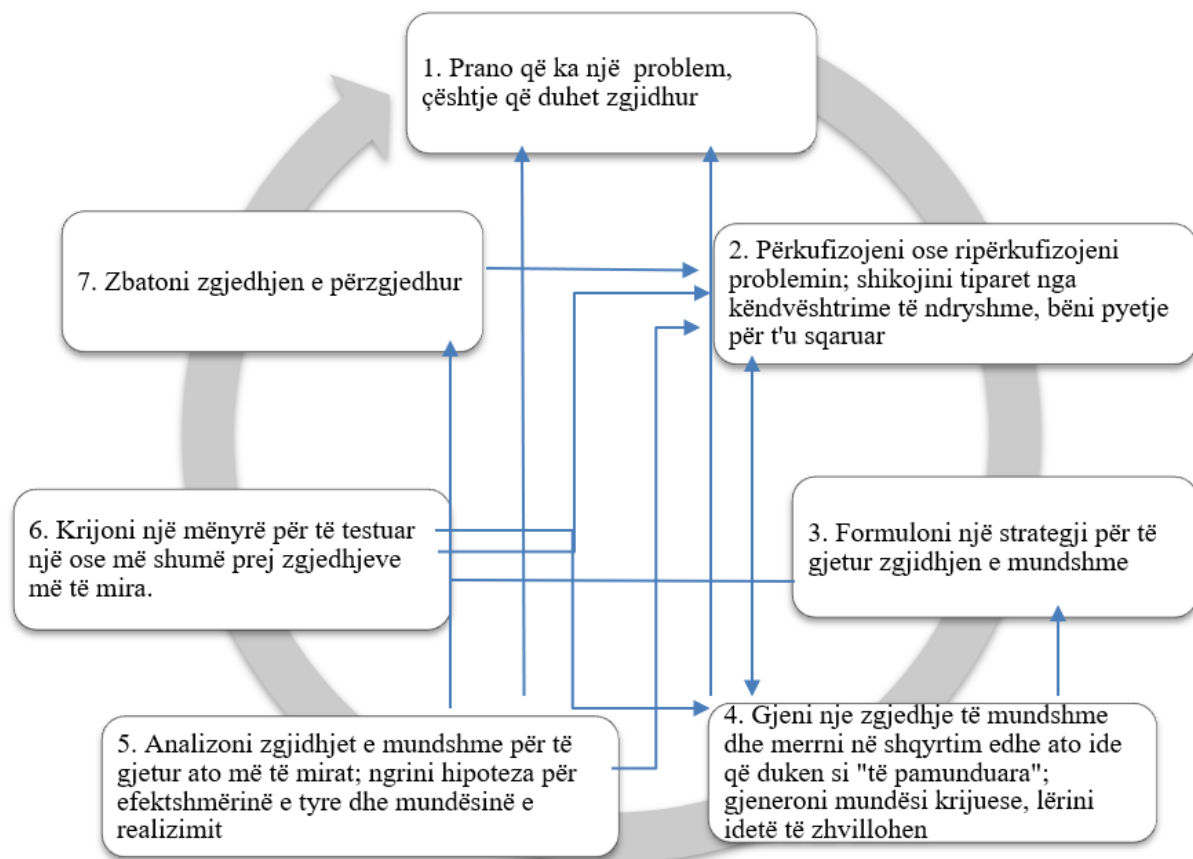 1. Prano që ka një problem,
çështje që duhet zgjidhur
2. Përkufizojeni ose ripërkufizojeni
problemin; shikojini tiparet nga
këndvështrime të ndryshme, bëni pyetje
për t'u sqaruar
3. Formuloni një strategji për të
gjetur zgjidhjen e mundshme
4. Gjeni nje zgjedhje të mundshme
dhe merrni në shqyrtim edhe ato ide
që duken si "të pamunduara";
gjeneroni mundësi krijuese, lërini
idetë të zhvillohen
5. Analizoni zgjidhjet e mundshme për të
gjetur ato më të mirat; ngrini hipoteza për
efektshmërinë e tyre dhe mundësinë e
realizimit
6. Krijoni një mënyrë për të testuar
një ose më shumë prej zgjedhjeve
më të mira.
7. Zbatoni zgjedhjen e përzgjedhur